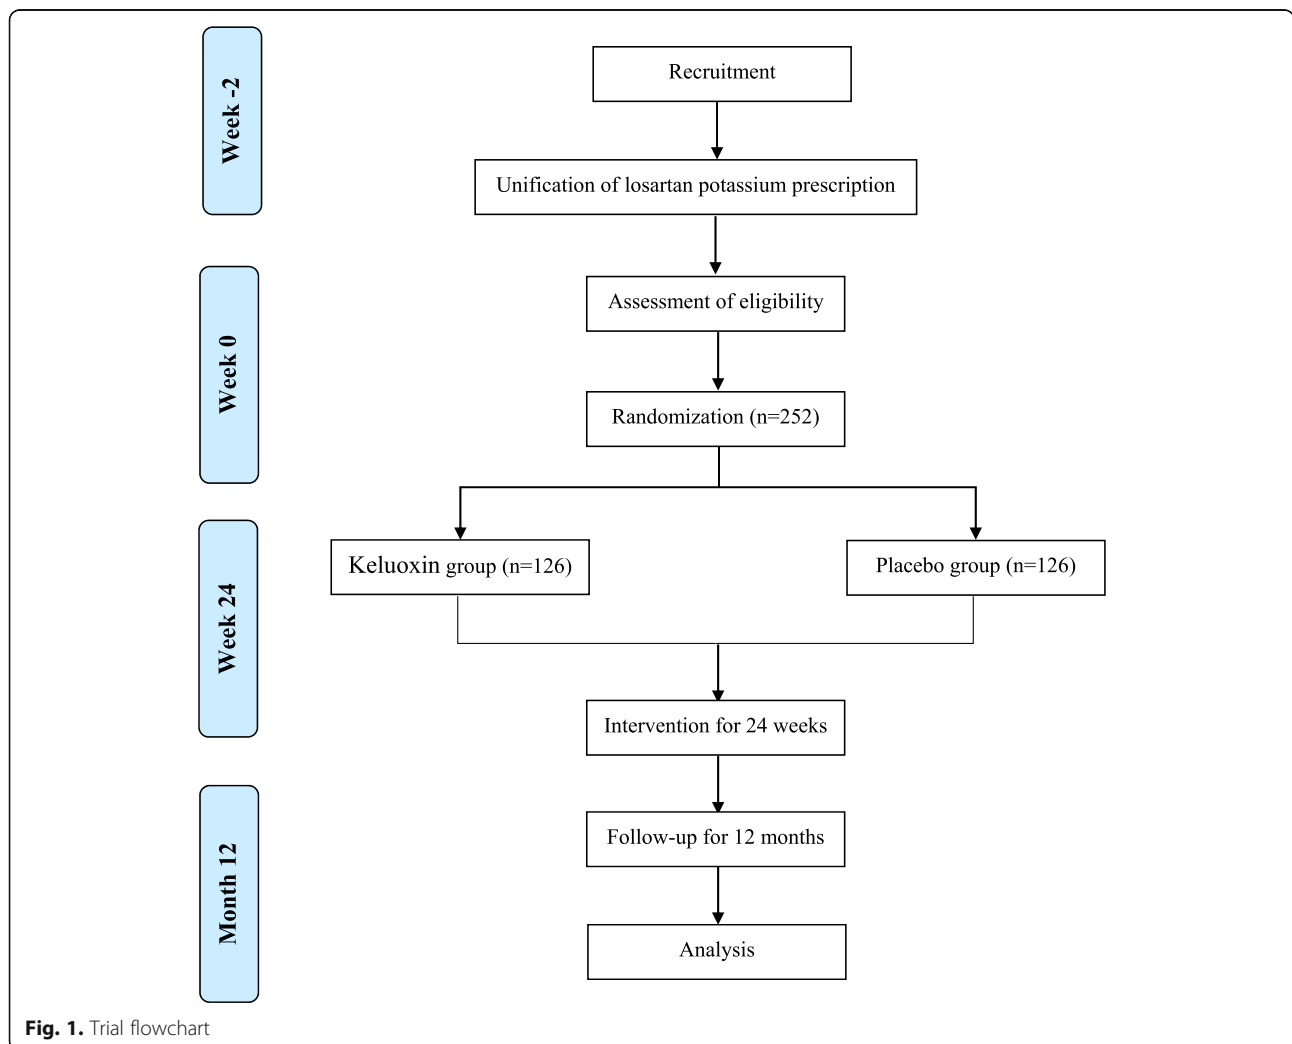 Week -2
Recruitment
Unification of losartan potassium prescription
Week 0
Assessment of eligibility
Randomization (n=252)
Week 24
Keluoxin group (n=126)
Placebo group (n=126)
Intervention for 24 weeks
Month 12
Follow-up for 12 months
Analysis
Fig. 1. Trial flowchart